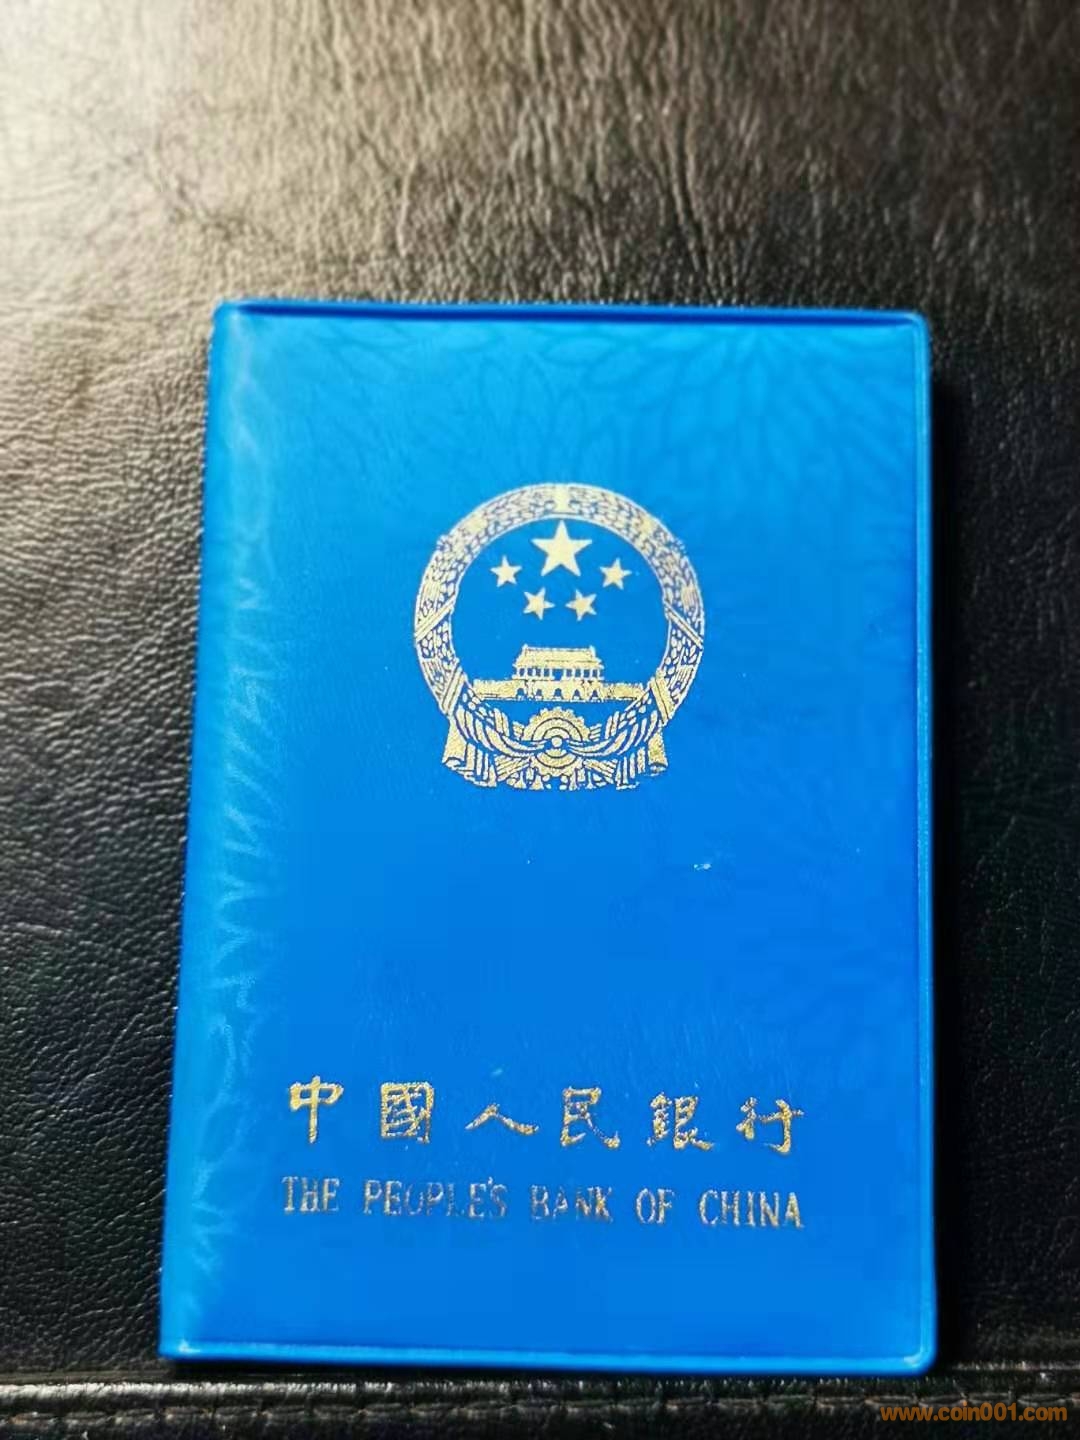 中國人民銀行
THE PEOPLE'S BANK OF CHINA
www.coin001.com